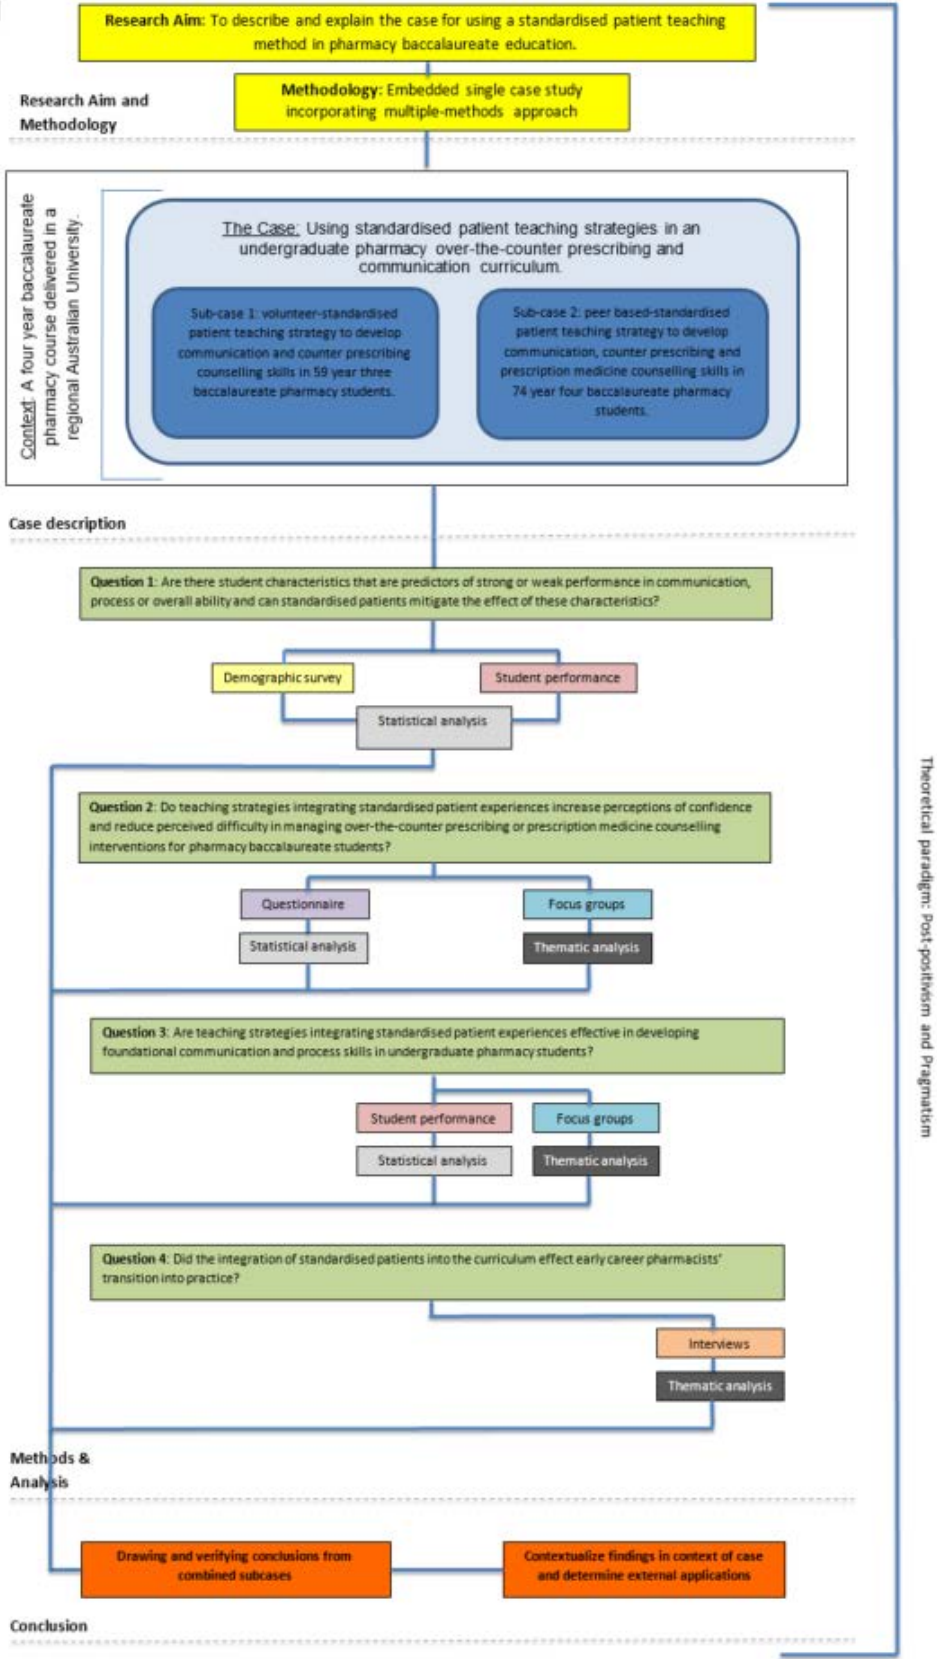 Research Aim: To describe and explain the case for using a standardised patient teaching
method in pharmacy baccalaureate education.
Methodology: Embedded single case study
incorporating multiple-methods approach
Research Aim and
Methodology
Context: A four year baccalaureate
pharmacy course delivered in a
regional Australian University.
The Case: Using standardised patient teaching strategies in an
undergraduate pharmacy over-the-counter prescribing and
communication curriculum.
Sub-case 1: volunteer-standardised
patient teaching strategy to develop
communication and counter prescribing
counselling skills in 59 year three
baccalaureate pharmacy students.
Sub-case 2: peer based-standardised
patient teaching strategy to develop
communication, counter prescribing and
prescription medicine counselling skills in
74 year four baccalaureate pharmacy
students.
Case description
Question 1: Are there student characteristics that are predictors of strong or weak performance in communication,
process or overall ability and can standardised patients mitigate the effect of these characteristics?
Demographic survey
Student performance
Statistical analysis
Question 2: Do teaching strategies integrating standardised patient experiences increase perceptions of confidence
and reduce perceived difficulty in managing over-the-counter prescribing or prescription medicine counselling
interventions for pharmacy baccalaureate students?
Questionnaire
Focus groups
Statistical analysis
Thematic analysis
Question 3: Are teaching strategies integrating standardised patient experiences effective in developing
foundational communication and process skills in undergraduate pharmacy students?
Student performance
Focus groups
Statistical analysis
Thematic analysis
Question 4: Did the integration of standardised patients into the curriculum effect early career pharmacists'
transition into practice?
Interviews
Thematic analysis
Methods &
Analysis
Drawing and verifying conclusions from
combined subcases
Contextualize findings in context of case
and determine external applications
Conclusion
Theoretical paradigm: Post-positivism and Pragmatism